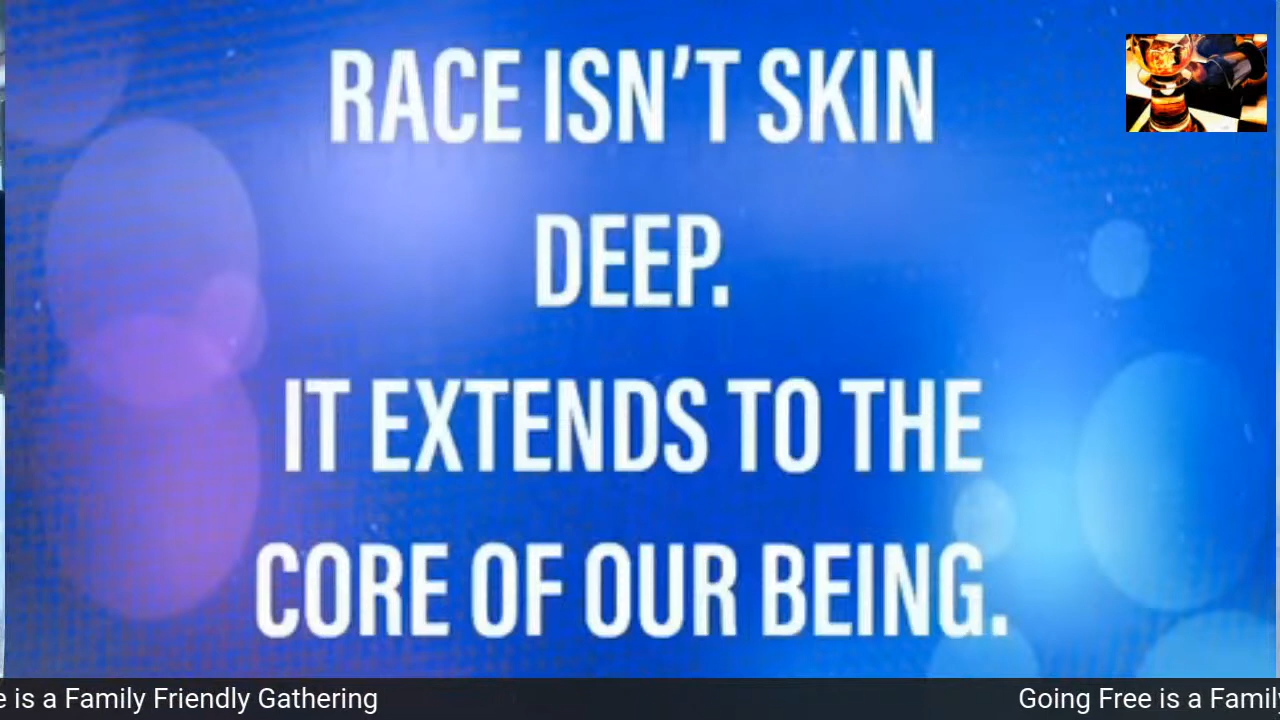 RACE ISN'T SKIN
DEEP.
IT EXTENDS TO THE
CORE OF OUR BEING.
e is a Family Friendly Gathering
Going Free is a Family